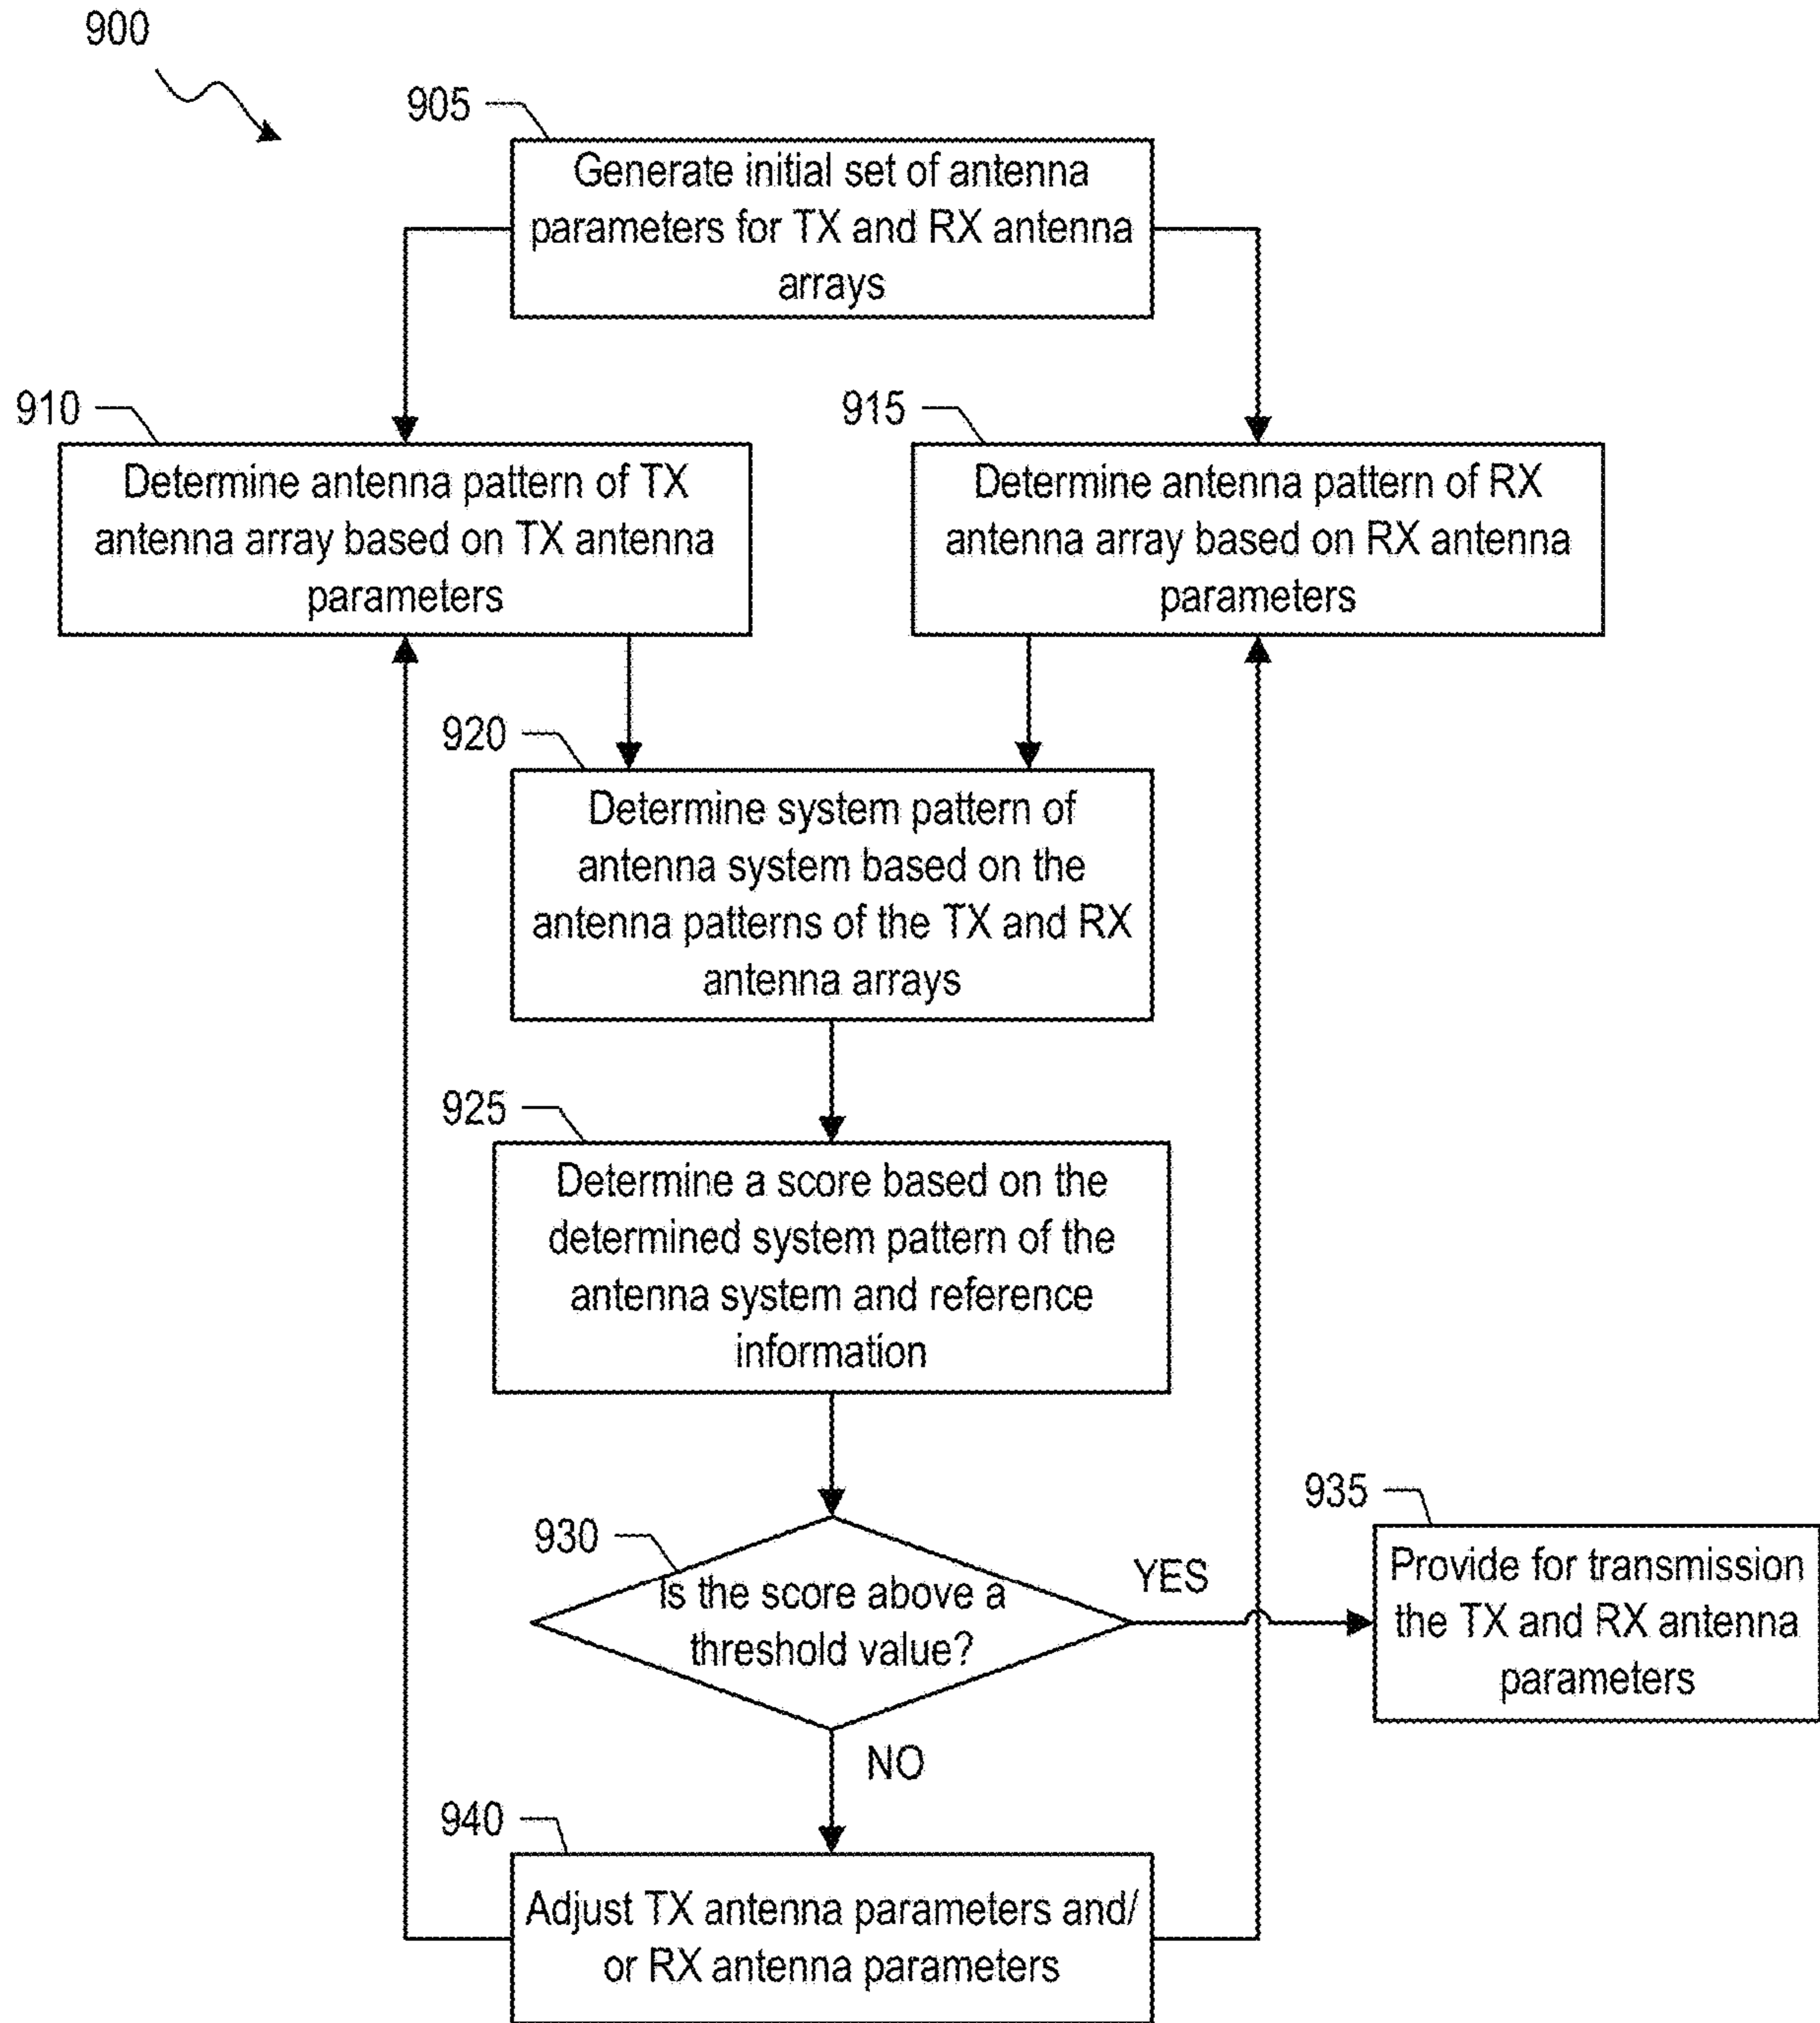 900
905
Generate initial set of antenna
parameters for TX and RX antenna
arrays
910
Determine antenna pattern of TX
antenna array based on TX antenna
parameters
915
Determine antenna pattern of RX
antenna array based on RX antenna
parameters
920
Determine system pattern of
antenna system based on the
antenna patterns of the TX and RX
antenna arrays
925
Determine a score based on the
determined system pattern of the
antenna system and reference
information
930
Is the score above a
threshold value?
YES
935
Provide for transmission
the TX and RX antenna
parameters
NO
940
Adjust TX antenna parameters and/
or RX antenna parameters